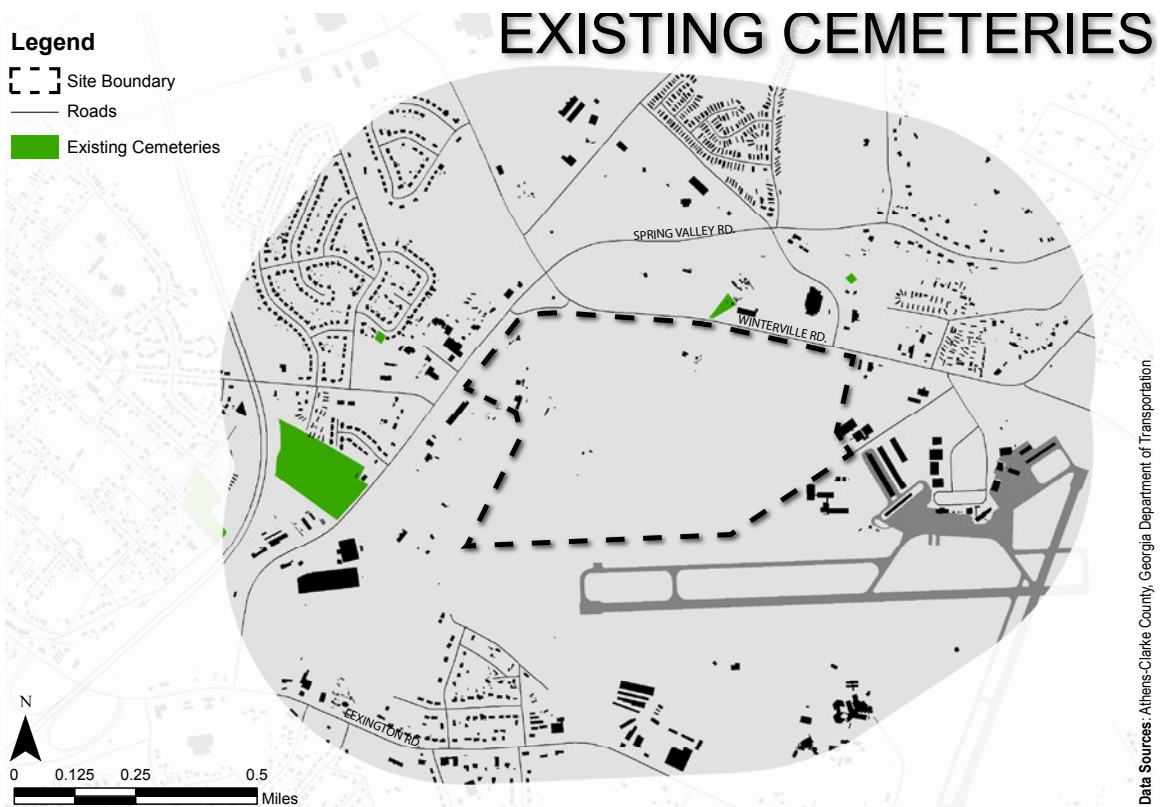 EXISTING CEMETERIES
Legend
Site Boundary
Roads
Existing Cemeteries
SPRING VALLEY RD.
WINTERVILLE RD.
LEXINGTON RD.
N
0 0.125 0.25 0.5
Miles
Data Sources: Athens-Clarke County, Georgia Department of Transportation